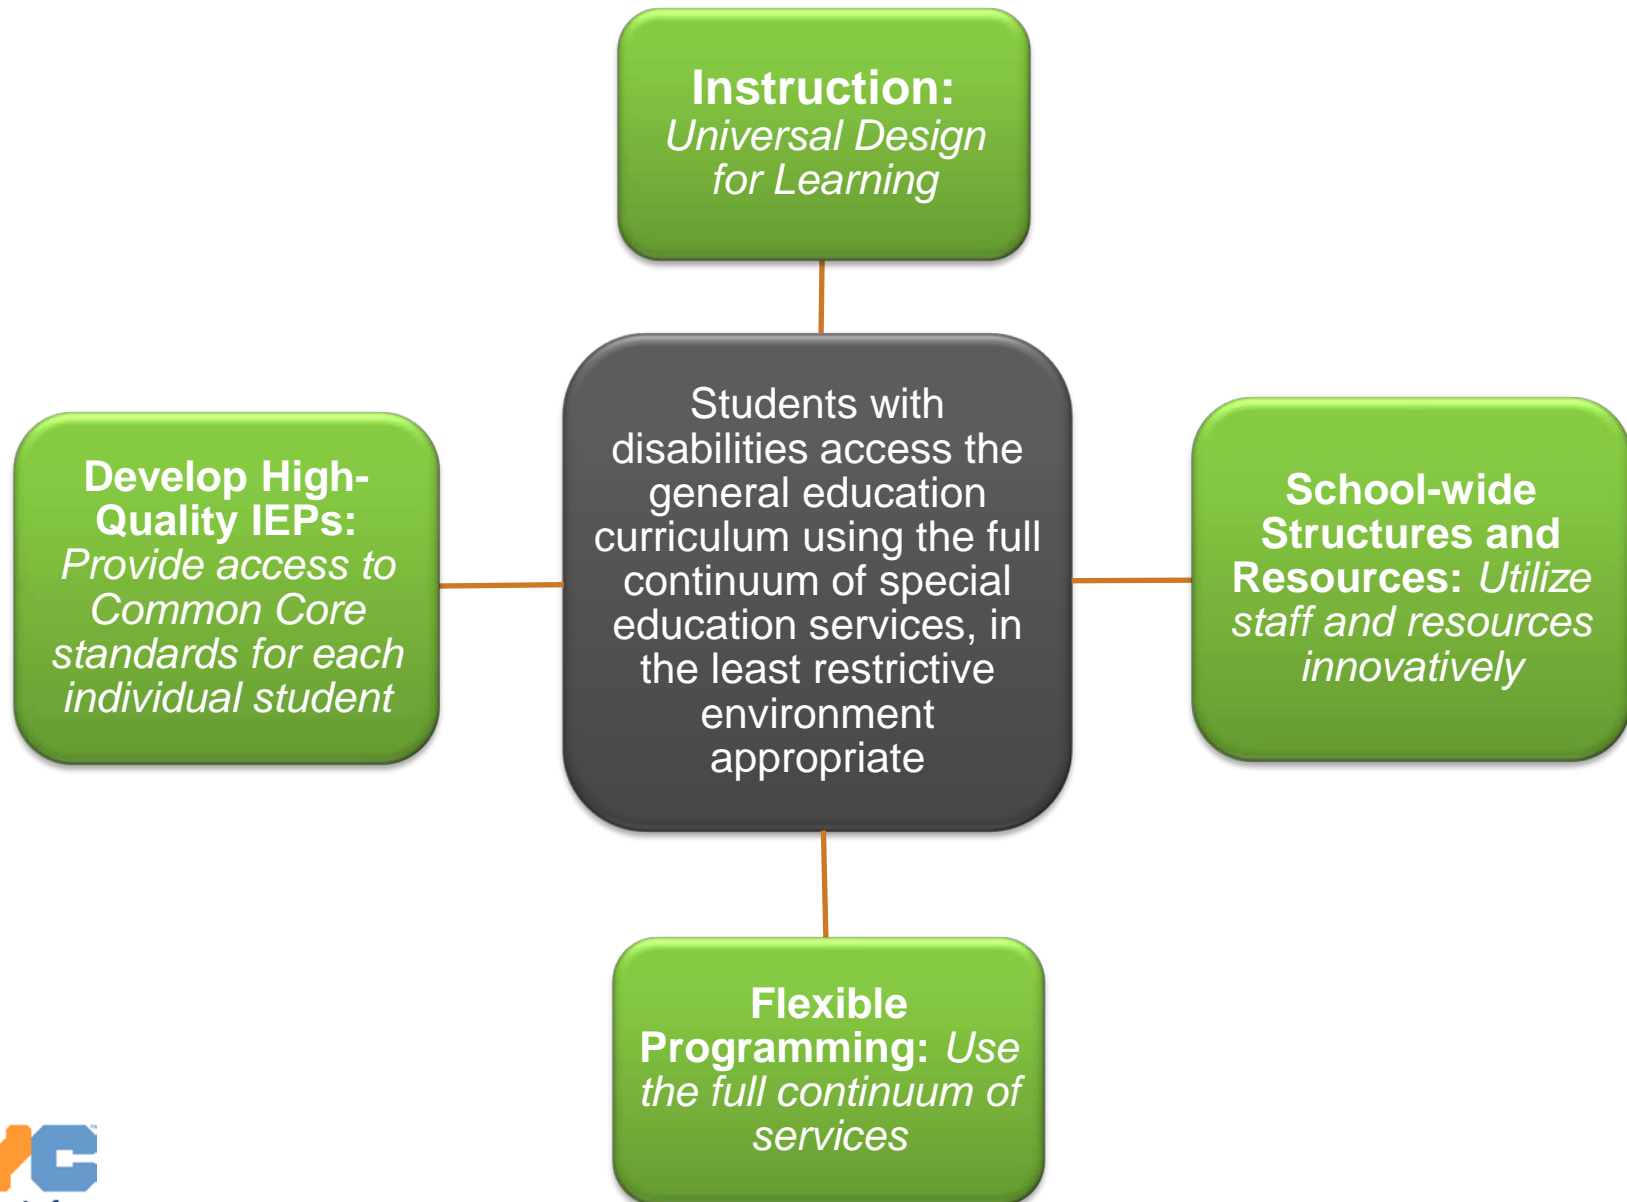 Instruction:
Universal Design
for Learning
Students with
disabilities access the
general education
curriculum using the full
continuum of special
education services, in
the least restrictive
environment
appropriate
Develop High-
Quality IEPs:
Provide access to
Common Core
standards for each
individual student
School-wide
Structures and
Resources: Utilize
staff and resources
innovatively
Flexible
Programming: Use
the full continuum of
services